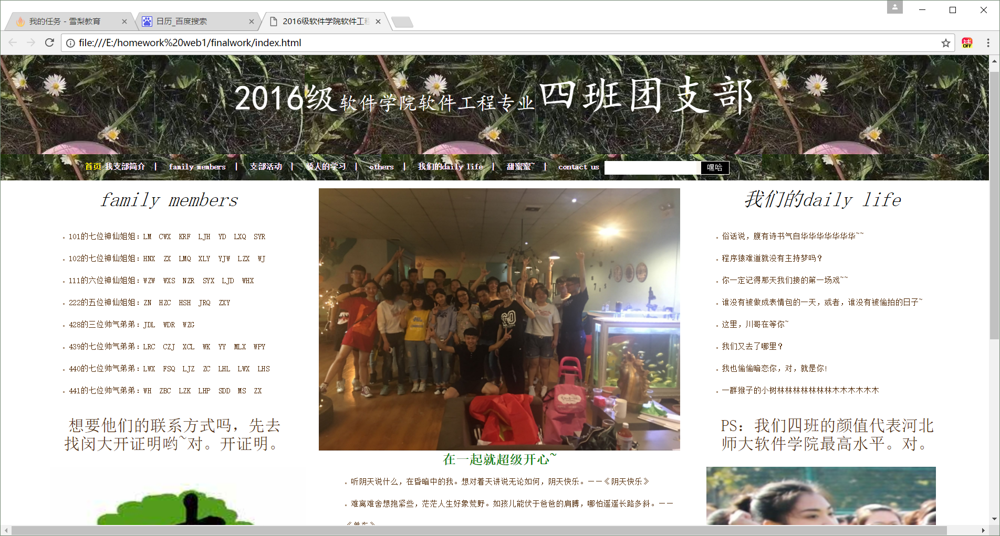 我的任务 - 雪梨教育
日历_百度搜索
2016级软件学院软件工程
file:///E:/homework%20web1/finalwork/index.html
OFF
2016级软件学院软件工程专业四班团支部
首页 我支部简介 | family members | 支部活动 | 骄人的学习 | others | 我们的daily life | 甜蜜蜜~ | contact us 嘿哈
family members
101的七位神仙姐姐：LM CWX KRF LJH YD LXQ SYR
102的七位神仙姐姐：HNX ZX LMQ XLY YJW LZX WJ
111的六位神仙姐姐：WZW WXS NZR SYX LJD WHX
222的五位神仙姐姐：ZN HZC HSH JRQ ZXY
428的三位帅气弟弟：JDL WDR WZG
439的七位帅气弟弟：LRC CZJ XCL WK YY MLX WPY
440的七位帅气弟弟：LWX FSQ LJZ ZC LHL LWX LHS
441的七位帅气弟弟：WH ZBC LZK LHP SDD MS ZX
想要他们的联系方式吗，先去
找闵大开证明哟~对。开证明。
在一起就超级开心~
听阴天说什么，在昏暗中的我。想对着天讲说无论如何，阴天快乐。——《阴天快乐》
难离难舍想抱紧些，茫茫人生好象荒野。如孩儿能伏于爸爸的肩膊，哪怕遥遥长路多斜。——
《单车》
我们的daily life
俗话说，腹有诗书气自华华华华华华华~~
程序猿难道就没有主持梦吗？
你一定记得那天我们接的第一场戏~~
谁没有被做成表情包的一天，或者，谁没有被偷拍的日子~
这里，川哥在等你~
我们又去了哪里？
我也偷偷暗恋你，对，就是你!
一群猴子的小树林林林林林林林木木木木木木
PS：我们四班的颜值代表河北
师大软件学院最高水平。对。